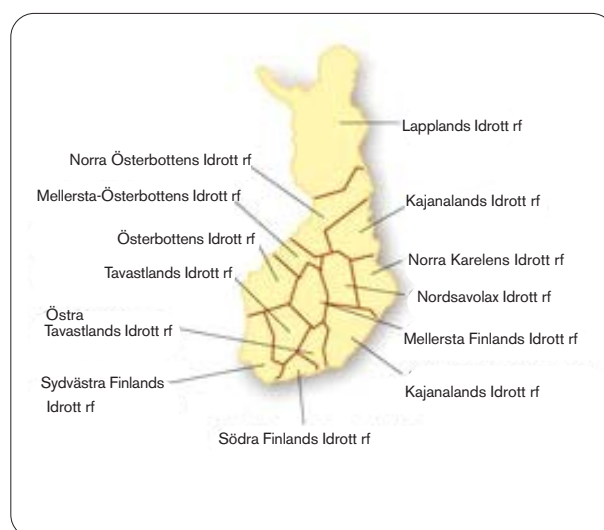 Lapplands Idrott rf
Norra Österbottens Idrott rf
Mellersta-Österbottens Idrott rf
Kajanalands Idrott rf
Österbottens Idrott rf
Norra Karelens Idrott rf
Tavastlands Idrott rf
Nordsavolax Idrott rf
Östra
Tavastlands Idrott rf
Mellersta Finlands Idrott rf
Sydvästra Finlands
Idrott rf
Kajanalands Idrott rf
Södra Finlands Idrott rf